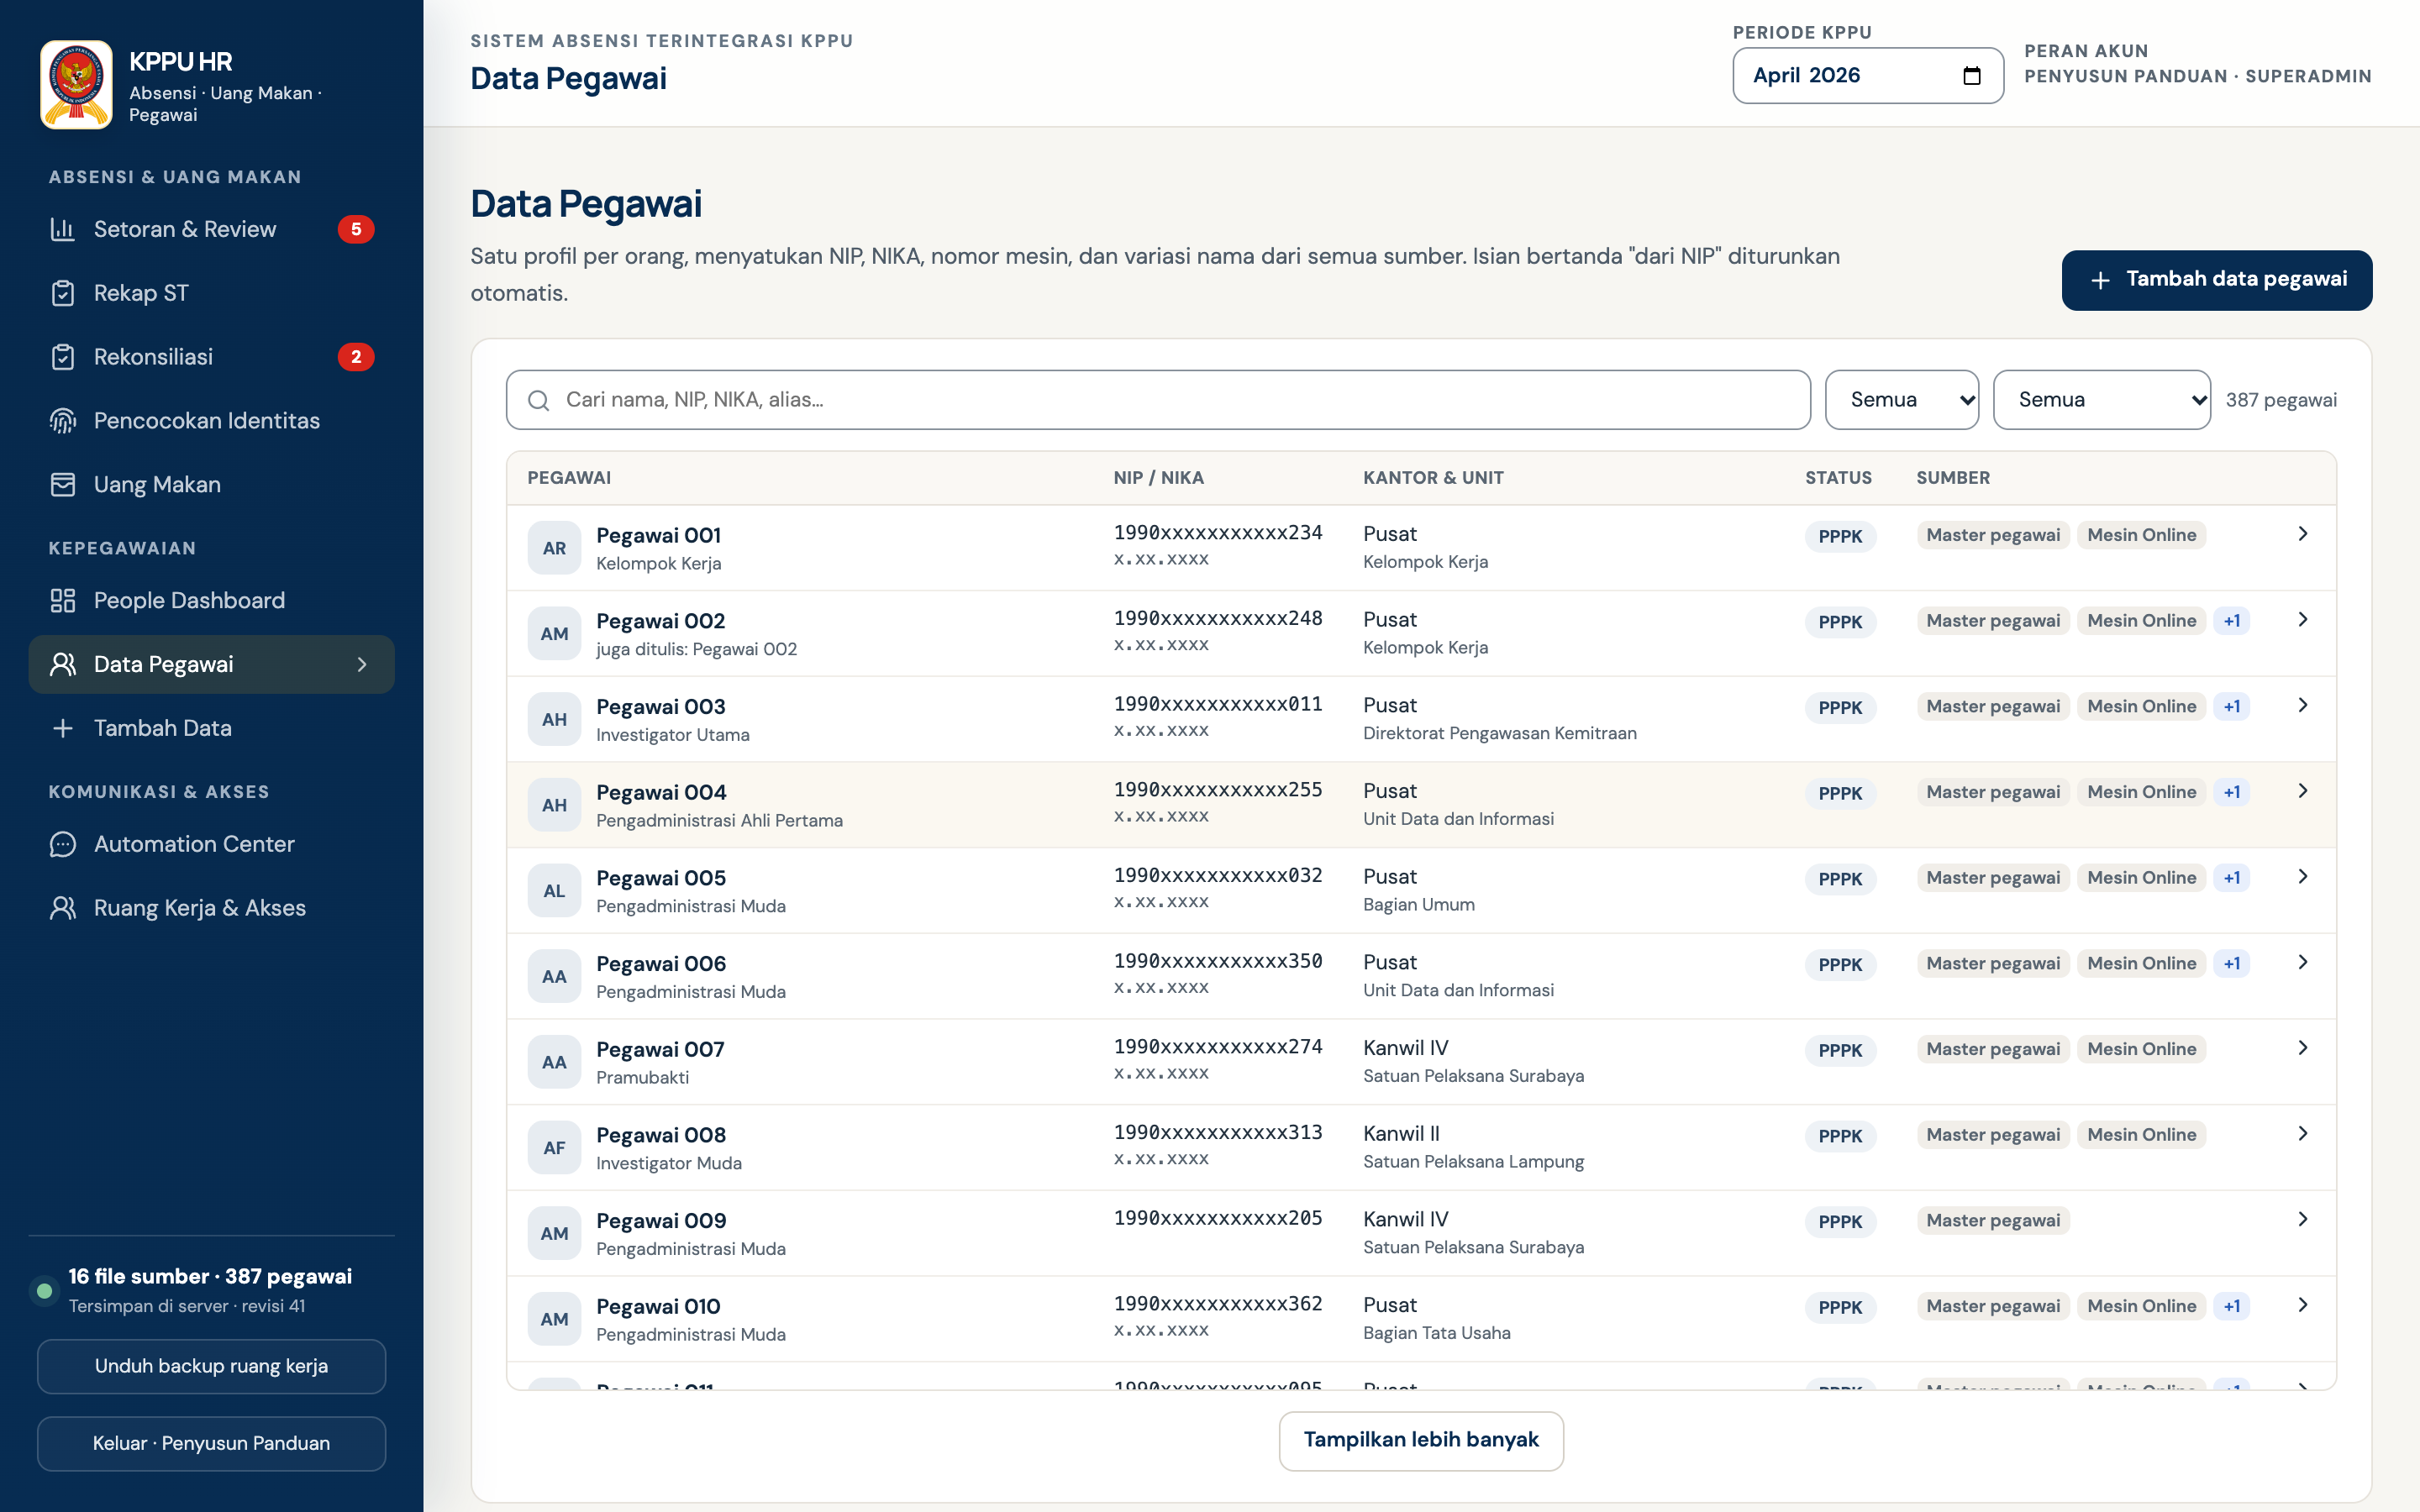 KPPU HR
Absensi · Uang Makan ·
Pegawai
ABSENSI & UANG MAKAN
Setoran & Review 5
Rekap ST
Rekonsiliasi 2
Pencocokan Identitas
Uang Makan
KEPEGAWAIAN
People Dashboard
Data Pegawai
Tambah Data
KOMUNIKASI & AKSES
Automation Center
Ruang Kerja & Akses
16 file sumber · 387 pegawai
Tersimpan di server · revisi 41
Unduh backup ruang kerja
Keluar · Penyusun Panduan
SISTEM ABSENSI TERINTEGRASI KPPU
Data Pegawai
PERIODE KPPU
April 2026
PERAN AKUN
PENYUSUN PANDUAN · SUPERADMIN
Data Pegawai
Satu profil per orang, menyatukan NIP, NIKA, nomor mesin, dan variasi nama dari semua sumber. Isian bertanda "dari NIP" diturunkan
otomatis.
+ Tambah data pegawai
Cari nama, NIP, NIKA, alias...
Semua
Semua
387 pegawai
PEGAWAI NIP / NIKA KANTOR & UNIT STATUS SUMBER
AR Pegawai 001 1990xxxxxxxxxxx234 Pusat PPPK Master pegawai Mesin Online
Kelompok Kerja x.xx.xxxx Kelompok Kerja
AM Pegawai 002 1990xxxxxxxxxxx248 Pusat PPPK Master pegawai Mesin Online +1
juga ditulis: Pegawai 002 x.xx.xxxx Kelompok Kerja
AH Pegawai 003 1990xxxxxxxxxxx011 Pusat PPPK Master pegawai Mesin Online +1
Investigator Utama x.xx.xxxx Direktorat Pengawasan Kemitraan
AH Pegawai 004 1990xxxxxxxxxxx255 Pusat PPPK Master pegawai Mesin Online +1
Pengadministrasi Ahli Pertama x.xx.xxxx Unit Data dan Informasi
AL Pegawai 005 1990xxxxxxxxxxx032 Pusat PPPK Master pegawai Mesin Online +1
Pengadministrasi Muda x.xx.xxxx Bagian Umum
AA Pegawai 006 1990xxxxxxxxxxx350 Pusat PPPK Master pegawai Mesin Online +1
Pengadministrasi Muda x.xx.xxxx Unit Data dan Informasi
AA Pegawai 007 1990xxxxxxxxxxx274 Kanwil IV PPPK Master pegawai Mesin Online
Pramubakti x.xx.xxxx Satuan Pelaksana Surabaya
AF Pegawai 008 1990xxxxxxxxxxx313 Kanwil II PPPK Master pegawai Mesin Online
Investigator Muda x.xx.xxxx Satuan Pelaksana Lampung
AM Pegawai 009 1990xxxxxxxxxxx205 Kanwil IV PPPK Master pegawai
Pengadministrasi Muda Satuan Pelaksana Surabaya
AM Pegawai 010 1990xxxxxxxxxxx362 Pusat PPPK Master pegawai Mesin Online +1
Pengadministrasi Muda x.xx.xxxx Bagian Tata Usaha
Pegawai 011 1990xxxxxxxxxxx095 Pusat PPPK Master pegawai Mesin Online +1
Tampilkan lebih banyak